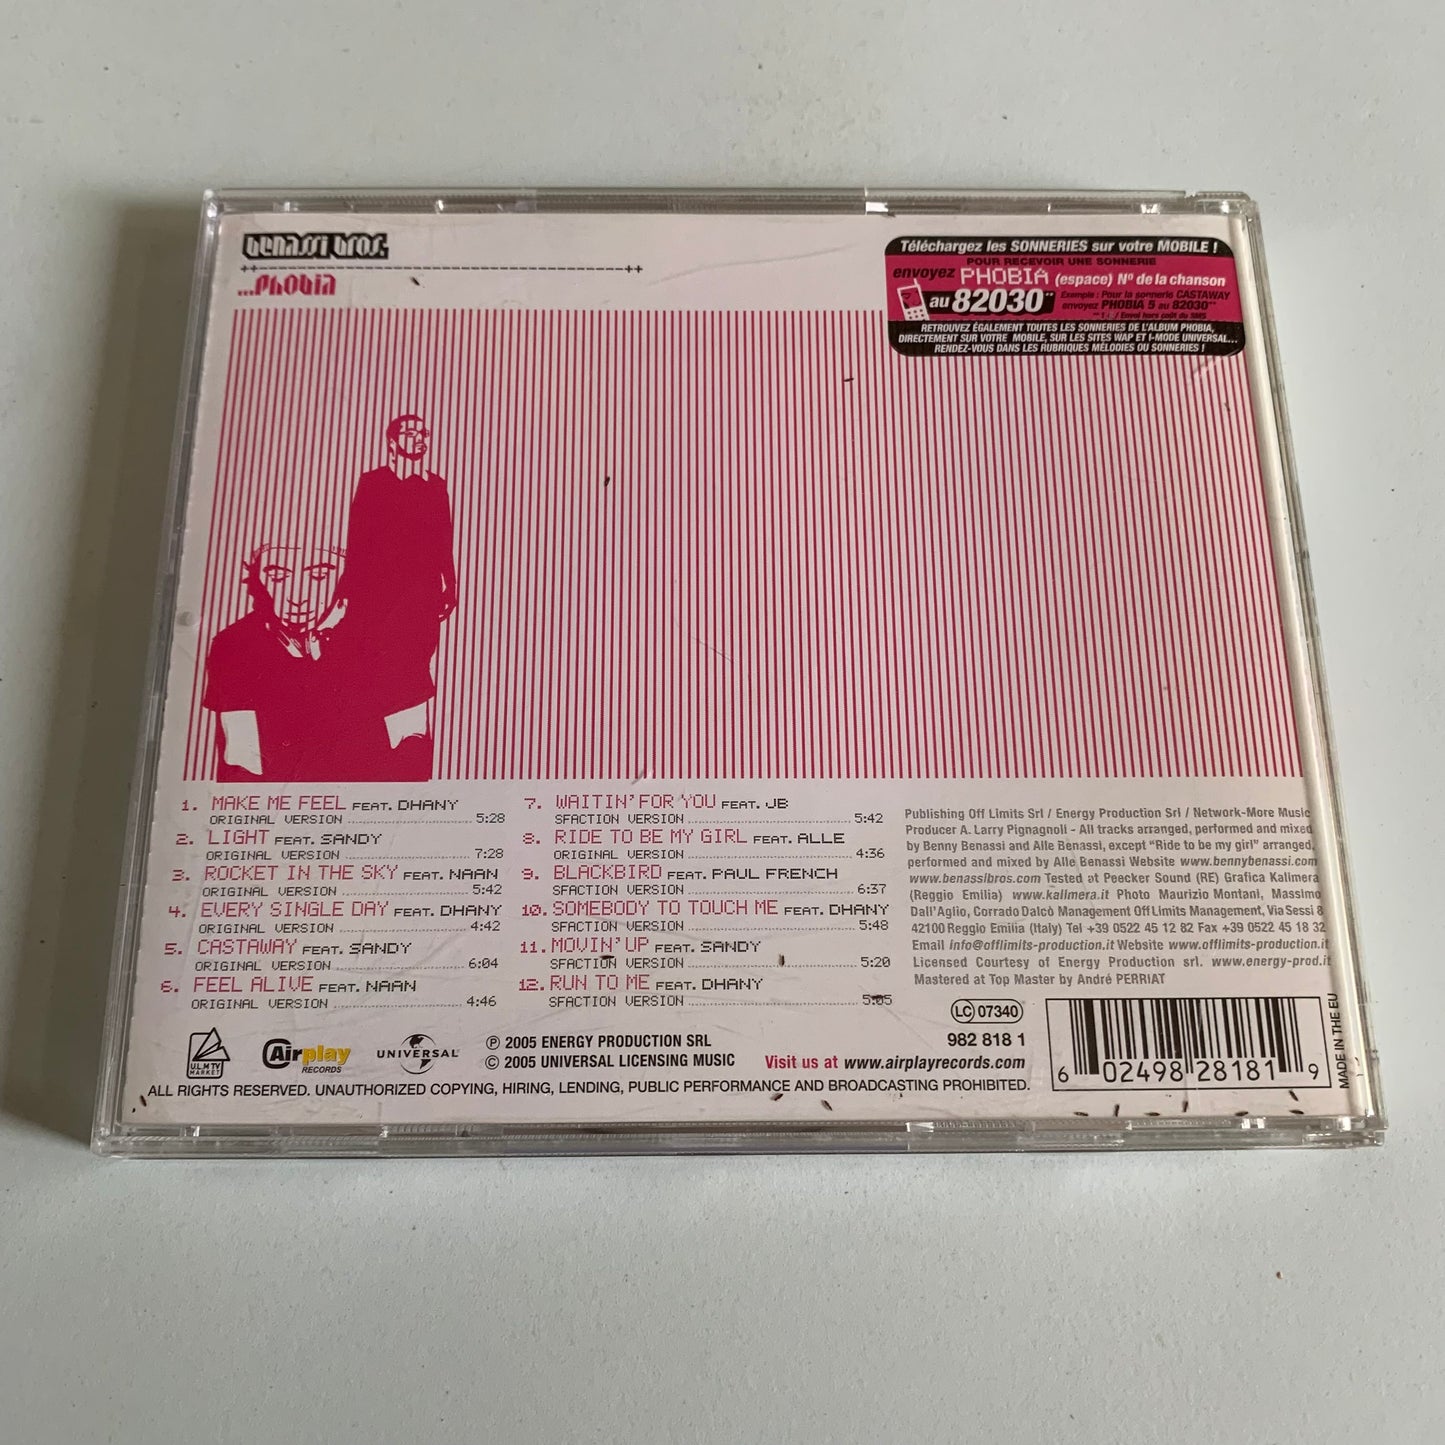 benassi bros.
...Phobia
Téléchargez les SONNERIES sur votre MOBILE !
POUR RECEVOIR UNE SONNERIE
envoyez PHOBIA (espace) Nº de la chanson
au 82030**
Exemple : Pour la sonnerie CASTAWAY
envoyez PHOBIA 5 au 82030**
RETROUVEZ ÉGALEMENT TOUTES LES SONNERIES DE L'ALBUM PHOBIA,
DIRECTEMENT SUR VOTRE MOBILE, SUR LES SITES WAP ET I-MODE UNIVERSAL...
RENDEZ-VOUS DANS LES RUBRIQUES MÉLODIES OU SONNERIES !
1. MAKE ME FEEL FEAT. DHANY
ORIGINAL VERSION 5:28
2. LIGHT FEAT. SANDY
ORIGINAL VERSION 7:28
3. ROCKET IN THE SKY FEAT. NAAN
ORIGINAL VERSION 5:42
4. EVERY SINGLE DAY FEAT. DHANY
ORIGINAL VERSION 4:42
5. CASTAWAY FEAT. SANDY
ORIGINAL VERSION 6:04
6. FEEL ALIVE FEAT. NAAN
ORIGINAL VERSION 4:46
7. WAITIN' FOR YOU FEAT. JB
SFACTION VERSION 5:42
8. RIDE TO BE MY GIRL FEAT. ALLE
ORIGINAL VERSION 4:36
9. BLACKBIRD FEAT. PAUL FRENCH
SFACTION VERSION 6:37
10. SOMEBODY TO TOUCH ME FEAT. DHANY
SFACTION VERSION 5:48
11. MOVIN' UP FEAT. SANDY
SFACTION VERSION 5:20
12. RUN TO ME FEAT. DHANY
SFACTION VERSION 5:05
Publishing Off Limits Srl / Energy Production Srl / Network-More Music
Producer A. Larry Pignagnoli - All tracks arranged, performed and mixed
by Benny Benassi and Alle Benassi, except "Ride to be my girl" arranged,
performed and mixed by Alle Benassi Website www.bennybenassi.com
www.benassibros.com Tested at Peecker Sound (RE) Grafica Kalimera
(Reggio Emilia) www.kalimera.it Photo Maurizio Montani, Massimo
Dall'Aglio, Corrado Dalcò Management Off Limits Management, Via Sessi 8
42100 Reggio Emilia (Italy) Tel +39 0522 45 12 82 Fax +39 0522 45 18 32
Email info@offlimits-production.it Website www.offlimits-production.it
Licensed Courtesy of Energy Production srl. www.energy-prod.it
Mastered at Top Master by André PERRIAT
LC 07340
982 818 1
6 02498 28181 9
MADE IN THE EU
U.L.M TV
MARKET
Airplay
RECORDS
UNIVERSAL
℗ 2005 ENERGY PRODUCTION SRL
© 2005 UNIVERSAL LICENSING MUSIC
Visit us at www.airplayrecords.com
ALL RIGHTS RESERVED. UNAUTHORIZED COPYING, HIRING, LENDING, PUBLIC PERFORMANCE AND BROADCASTING PROHIBITED.